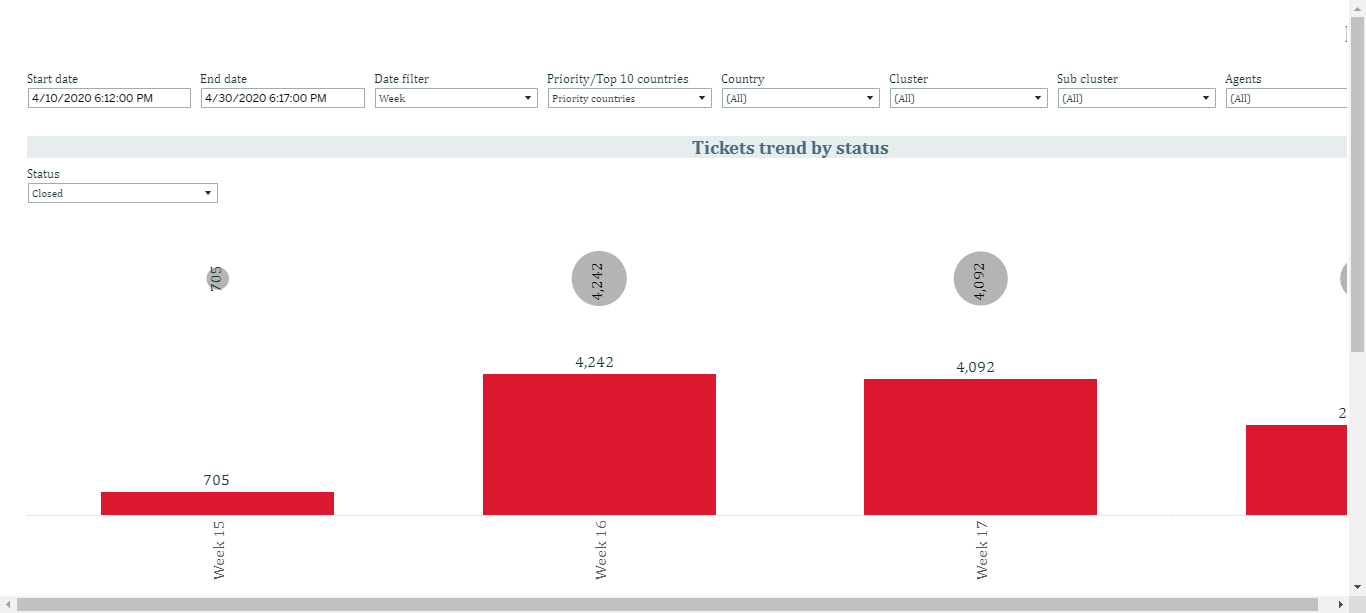 Start date End date Date filter Priority/Top 10 countries Country Cluster Sub cluster Agents
4/10/2020 6:12:00 PM 4/30/2020 6:17:00 PM Week Priority countries (All) (All) (All) (All)
Tickets trend by status
Status
Closed
705 4,242 4,092
4,242
4,092
2
705
Week 15 Week 16 Week 17